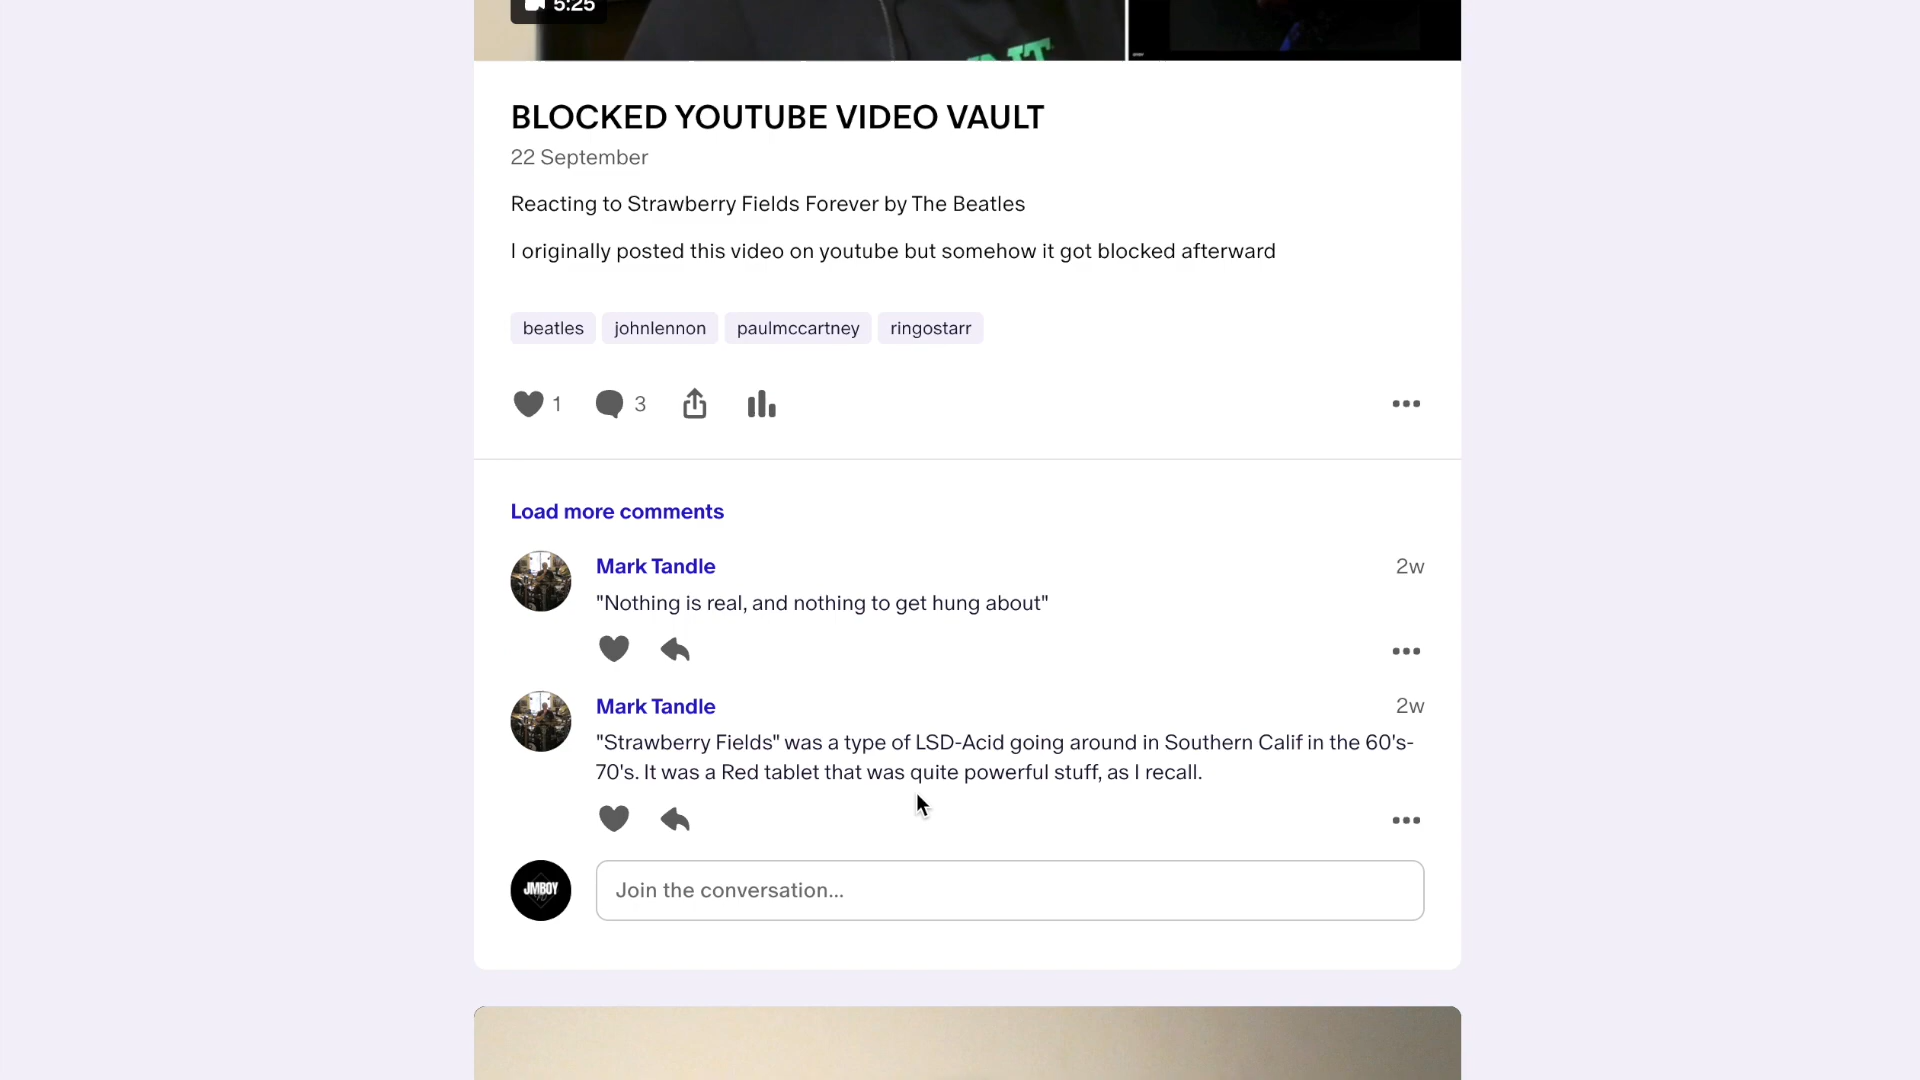 5:25
BLOCKED YOUTUBE VIDEO VAULT
22 September
Reacting to Strawberry Fields Forever by The Beatles
I originally posted this video on youtube but somehow it got blocked afterward
beatles johnlennon paulmccartney ringostarr
1 3
Load more comments
Mark Tandle 2w
"Nothing is real, and nothing to get hung about"
Mark Tandle 2w
"Strawberry Fields" was a type of LSD-Acid going around in Southern Calif in the 60's-
70's. It was a Red tablet that was quite powerful stuff, as I recall.
JMBOY
Join the conversation...